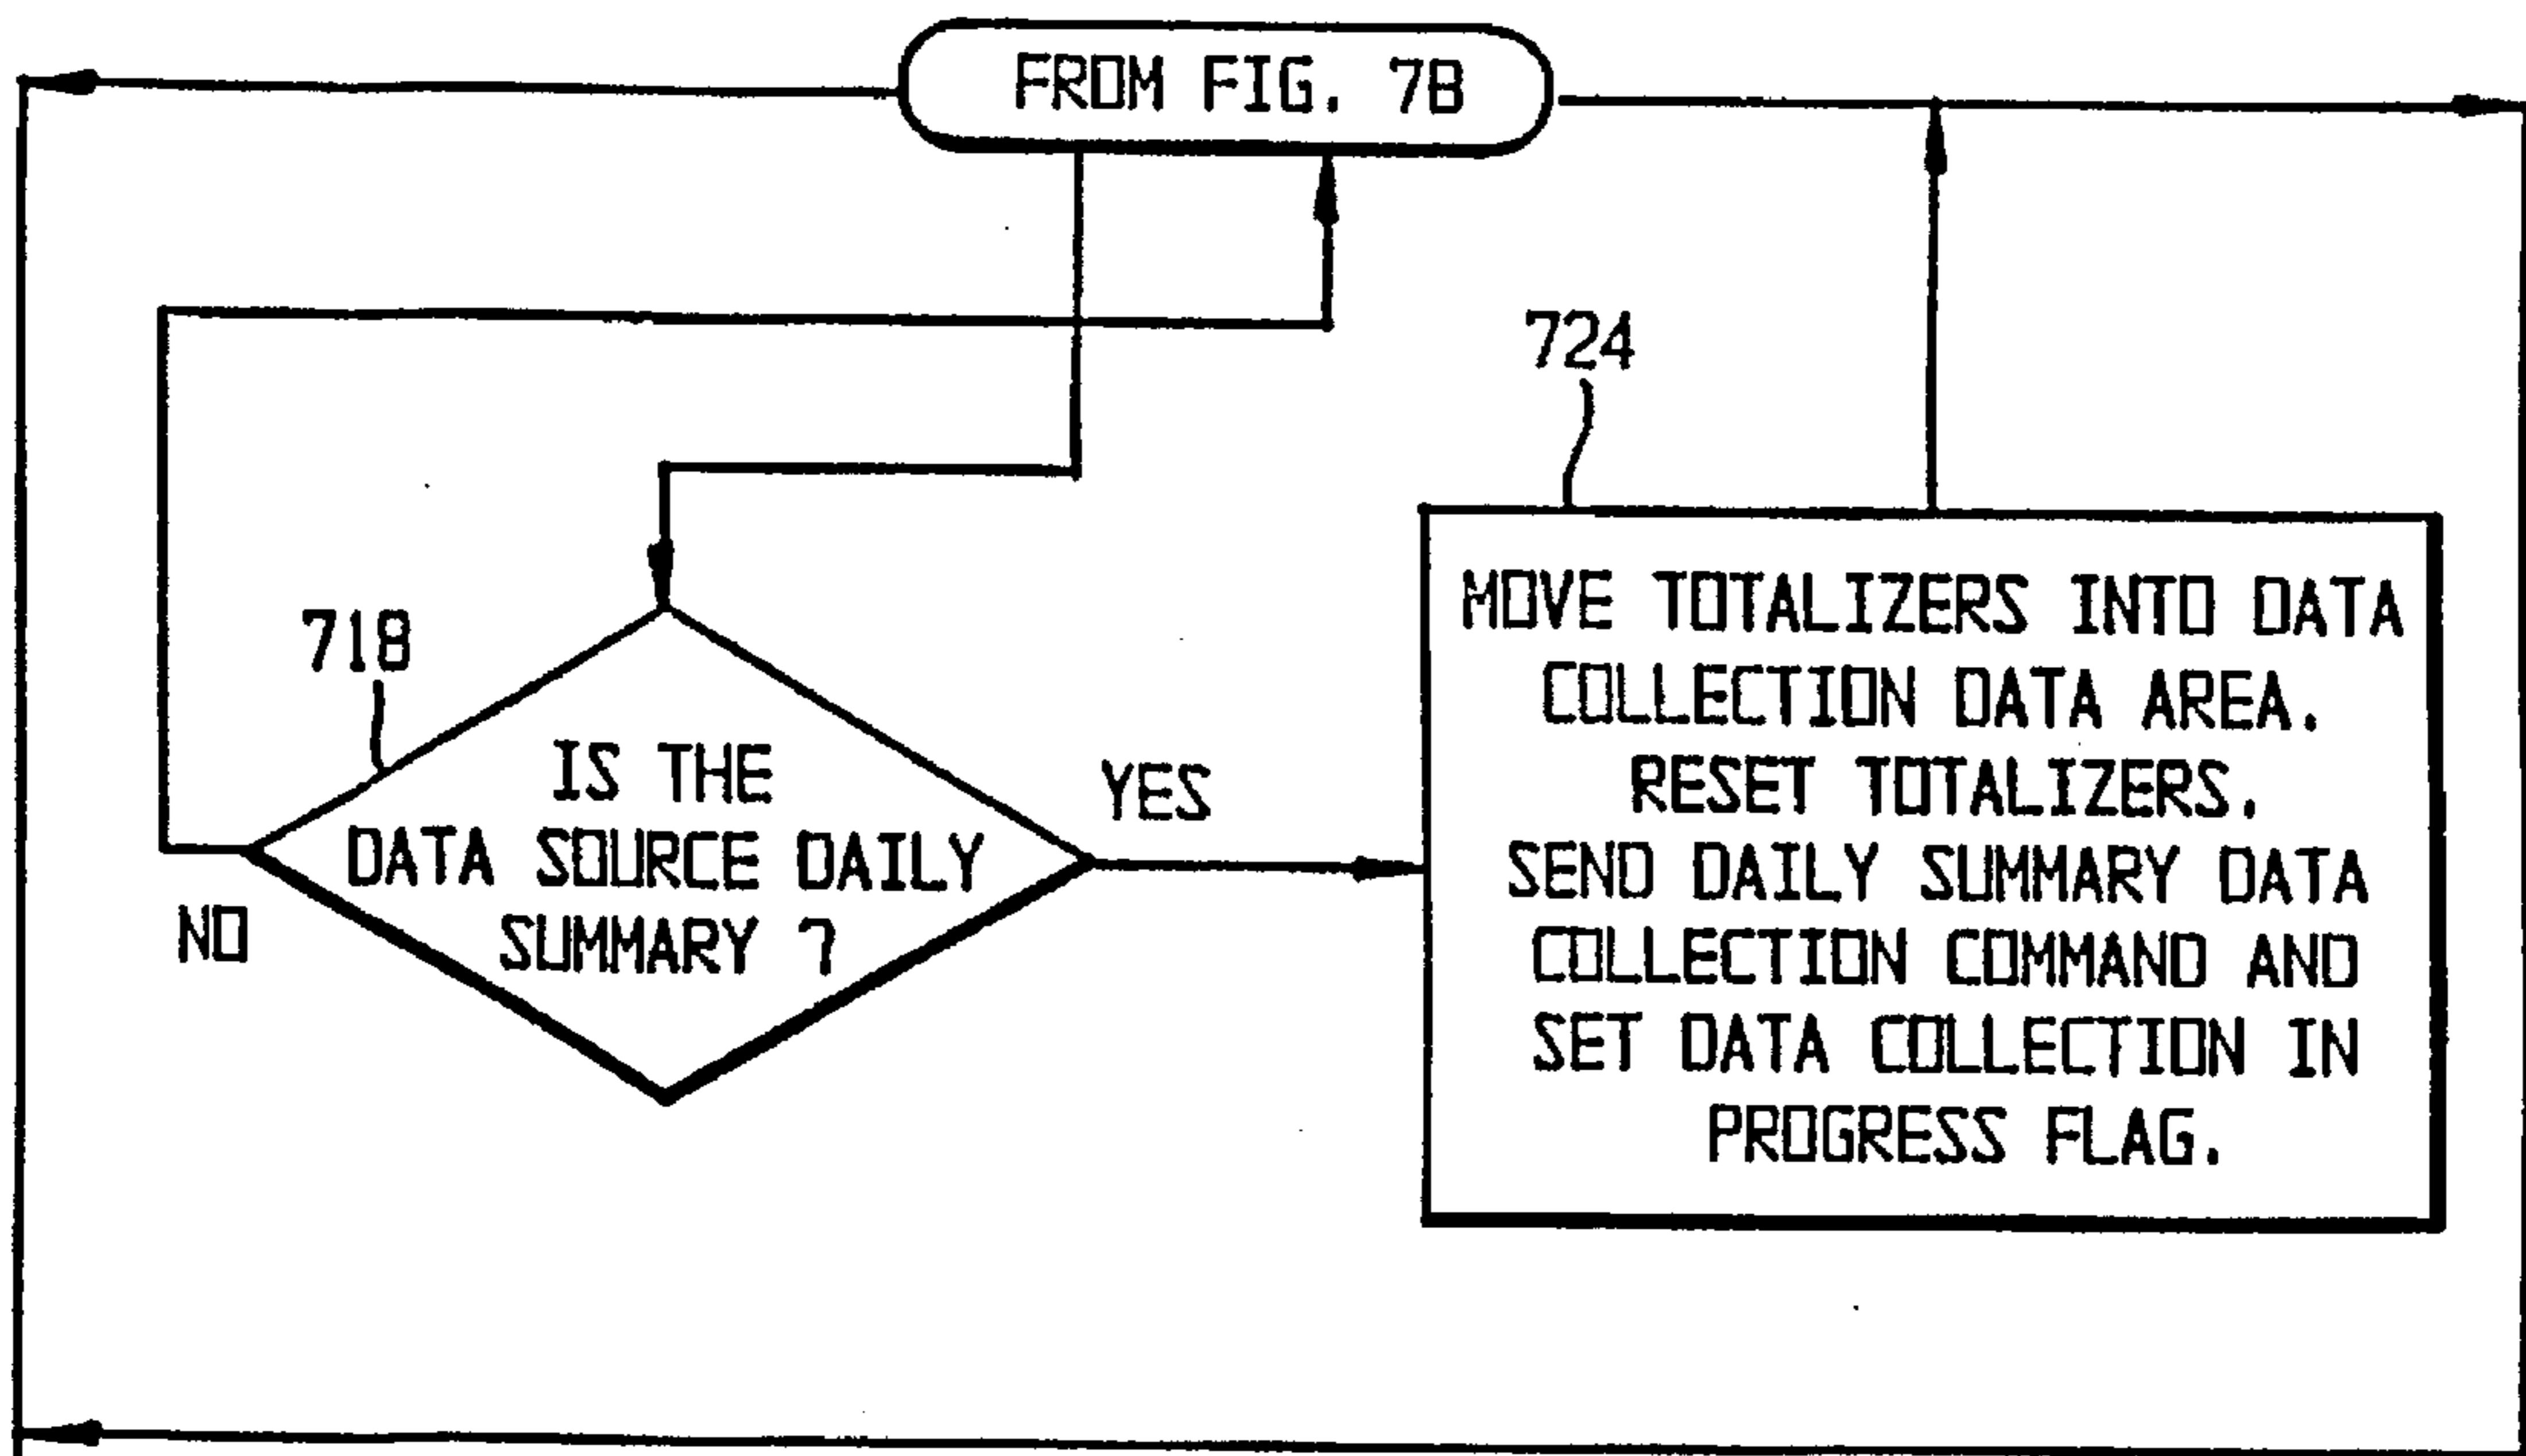 FROM FIG. 7B
724
718
IS THE
DATA SOURCE DAILY
SUMMARY ?
YES
NO
MOVE TOTALIZERS INTO DATA
COLLECTION DATA AREA.
RESET TOTALIZERS.
SEND DAILY SUMMARY DATA
COLLECTION COMMAND AND
SET DATA COLLECTION IN
PROGRESS FLAG.